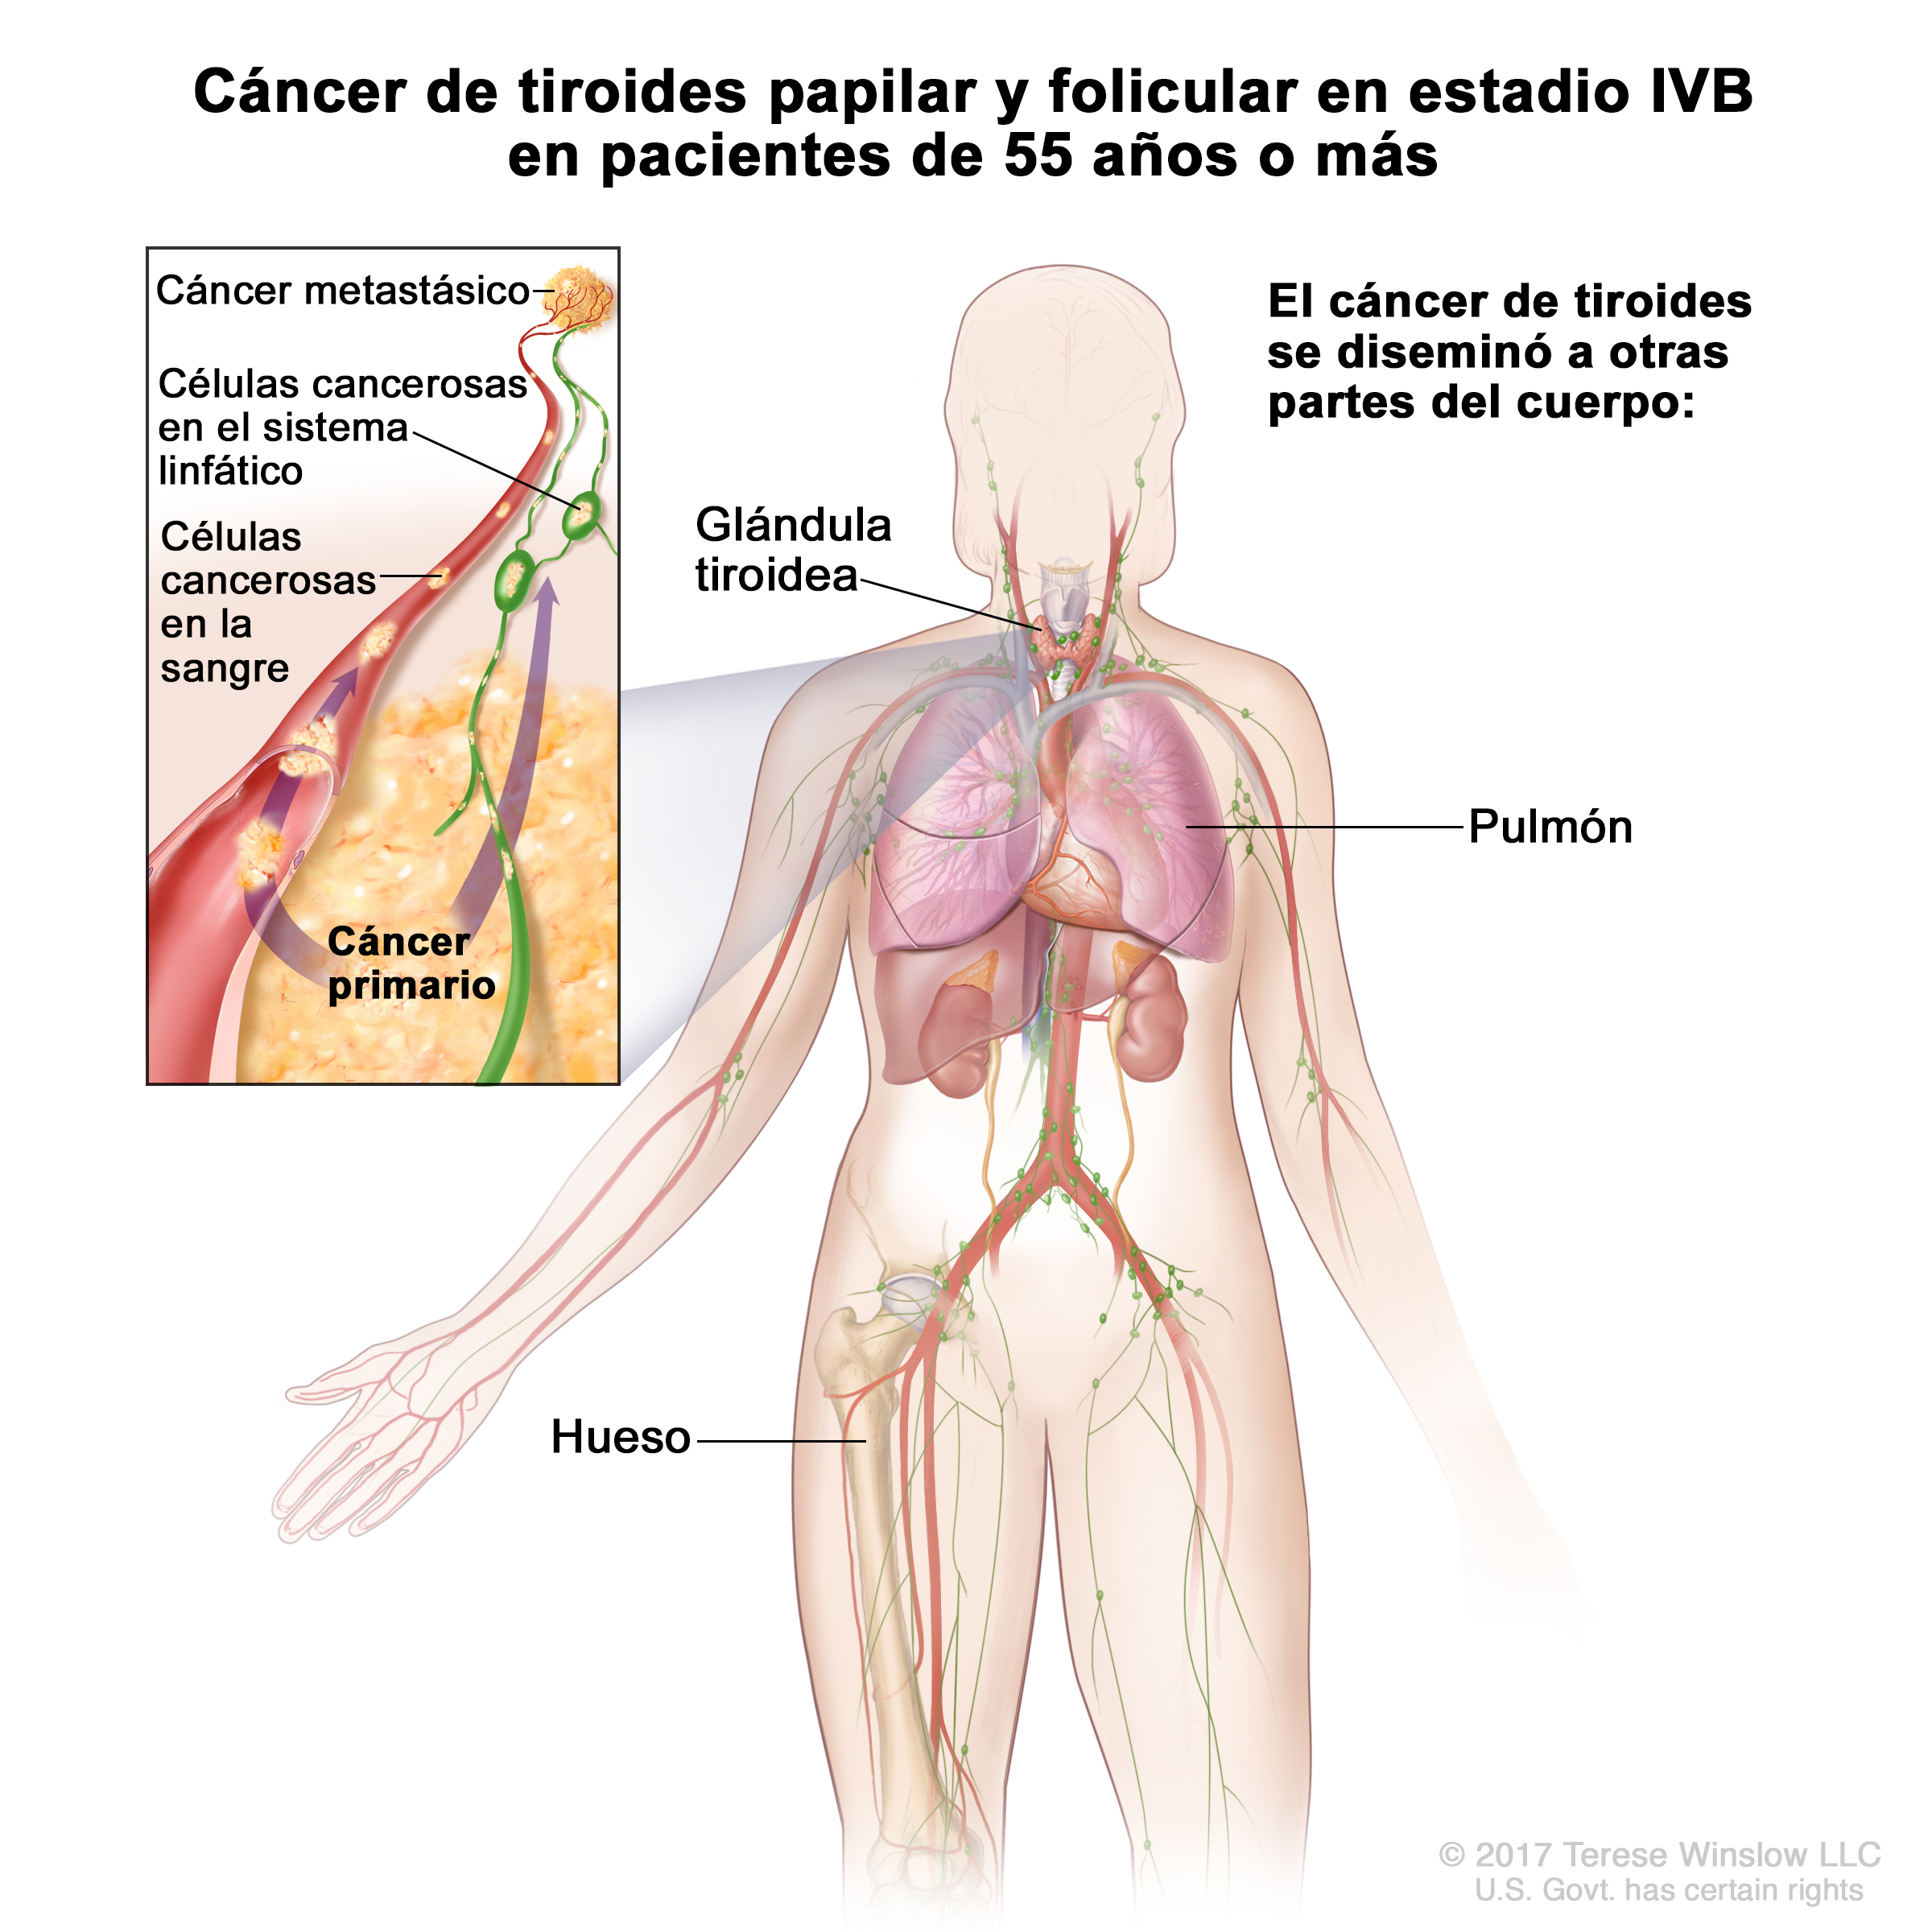 Cáncer de tiroides papilar y folicular en estadio IVB
en pacientes de 55 años o más
Cáncer metastásico
Células cancerosas
en el sistema
linfático
Células
cancerosas
en la
sangre
Cáncer
primario
El cáncer de tiroides
se diseminó a otras
partes del cuerpo:
Glándula
tiroidea
Pulmón
Hueso
© 2017 Terese Winslow LLC
U.S. Govt. has certain rights